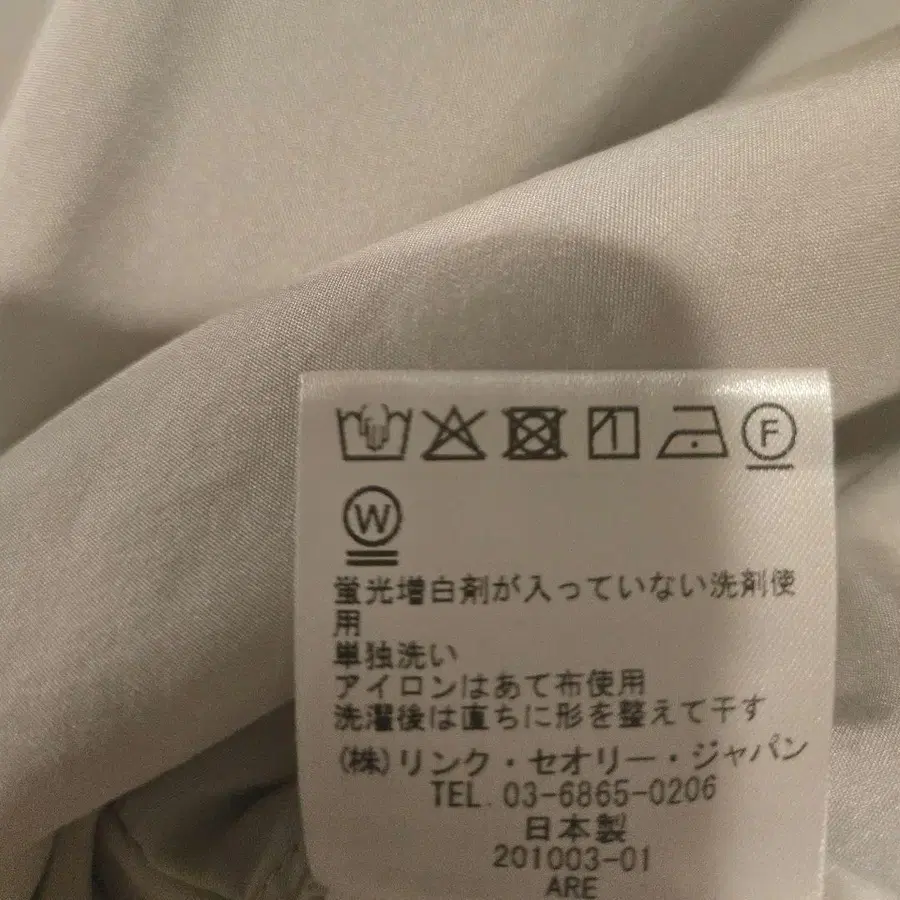 F
W
蛍光増白剤が入っていない洗剤使
用
単独洗い
アイロンはあて布使用
洗濯後は直ちに形を整えて干す
(株)リンク・セオリー・ジャパン
TEL. 03-6865-0206
日本製
201003-01
ARE